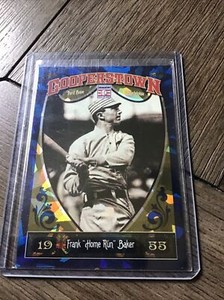 COOPERSTOWN
19 55
Frank "Home Run" Baker